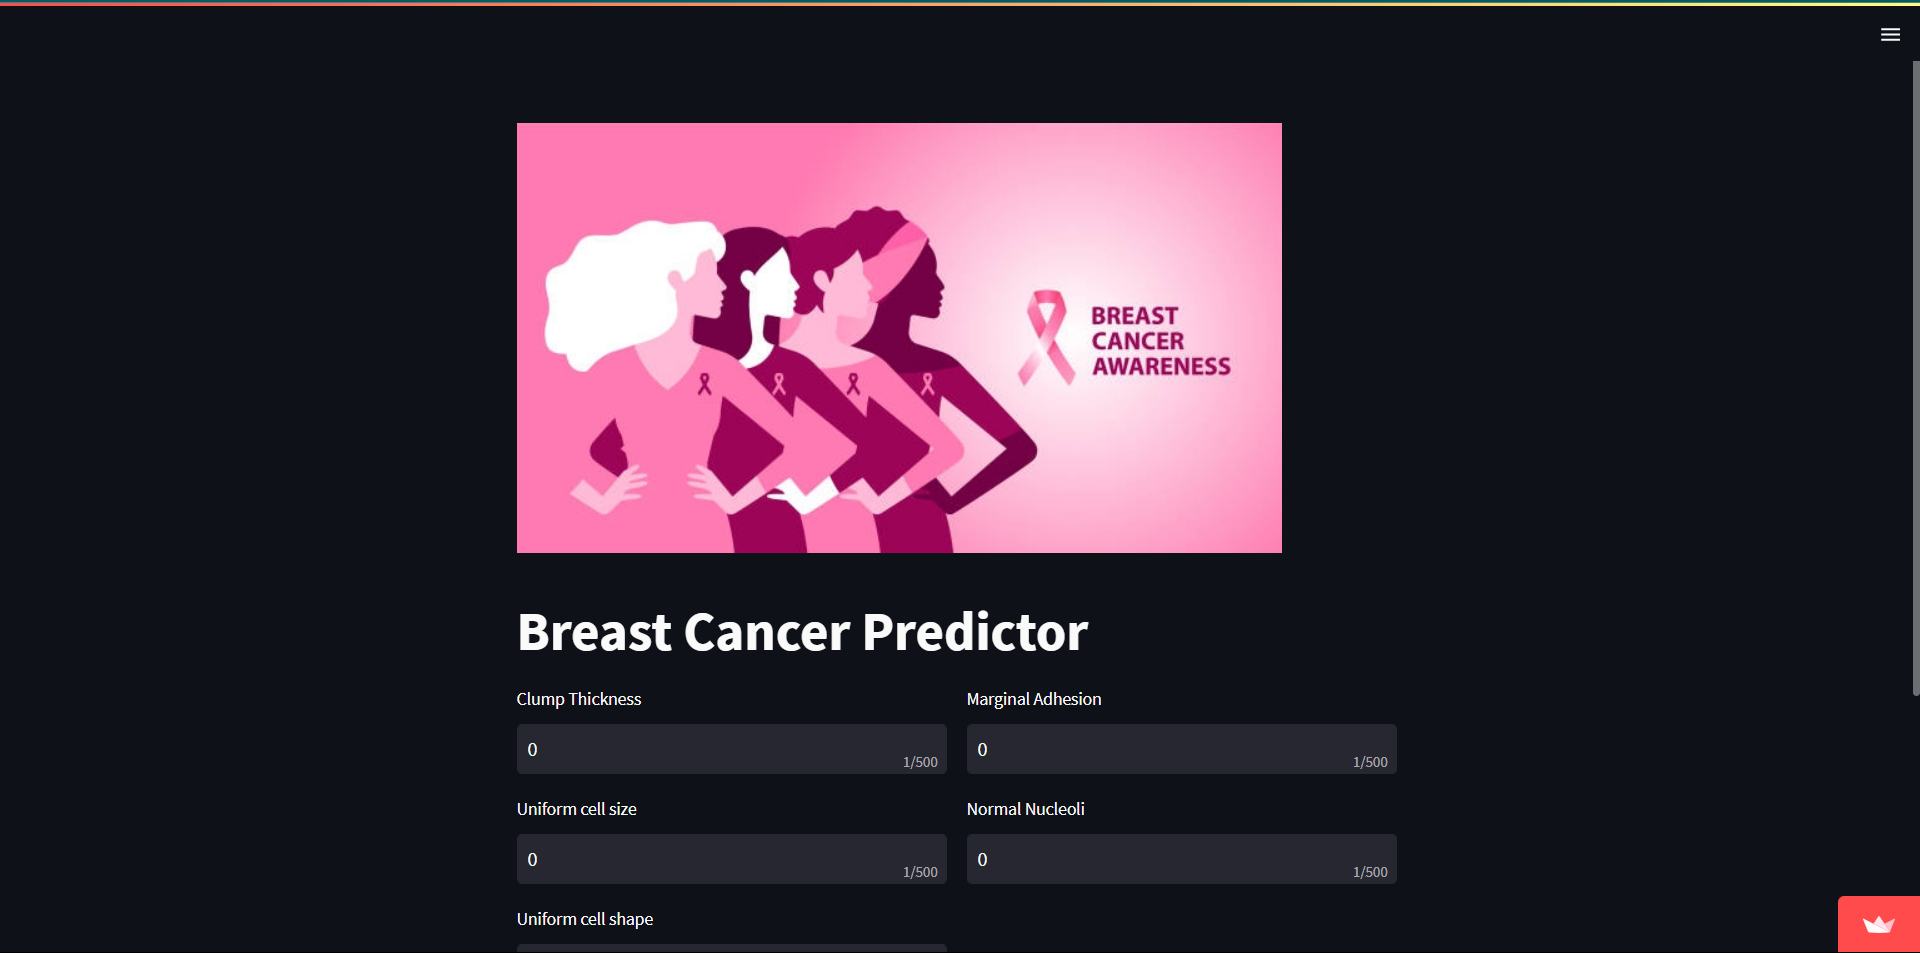 BREAST
CANCER
AWARENESS
Breast Cancer Predictor
Clump Thickness
0
1/500
Marginal Adhesion
0
1/500
Uniform cell size
0
1/500
Normal Nucleoli
0
1/500
Uniform cell shape